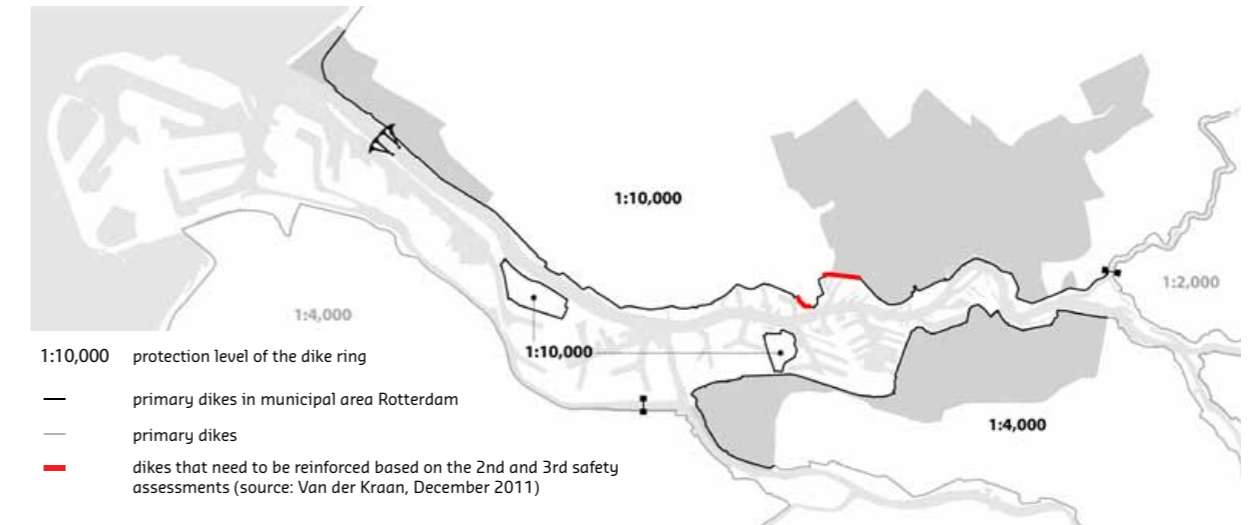 1:10,000
1:2,000
1:4,000
1:10,000
1:4,000
1:10,000 protection level of the dike ring
primary dikes in municipal area Rotterdam
primary dikes
dikes that need to be reinforced based on the 2nd and 3rd safety
assessments (source: Van der Kraan, December 2011)